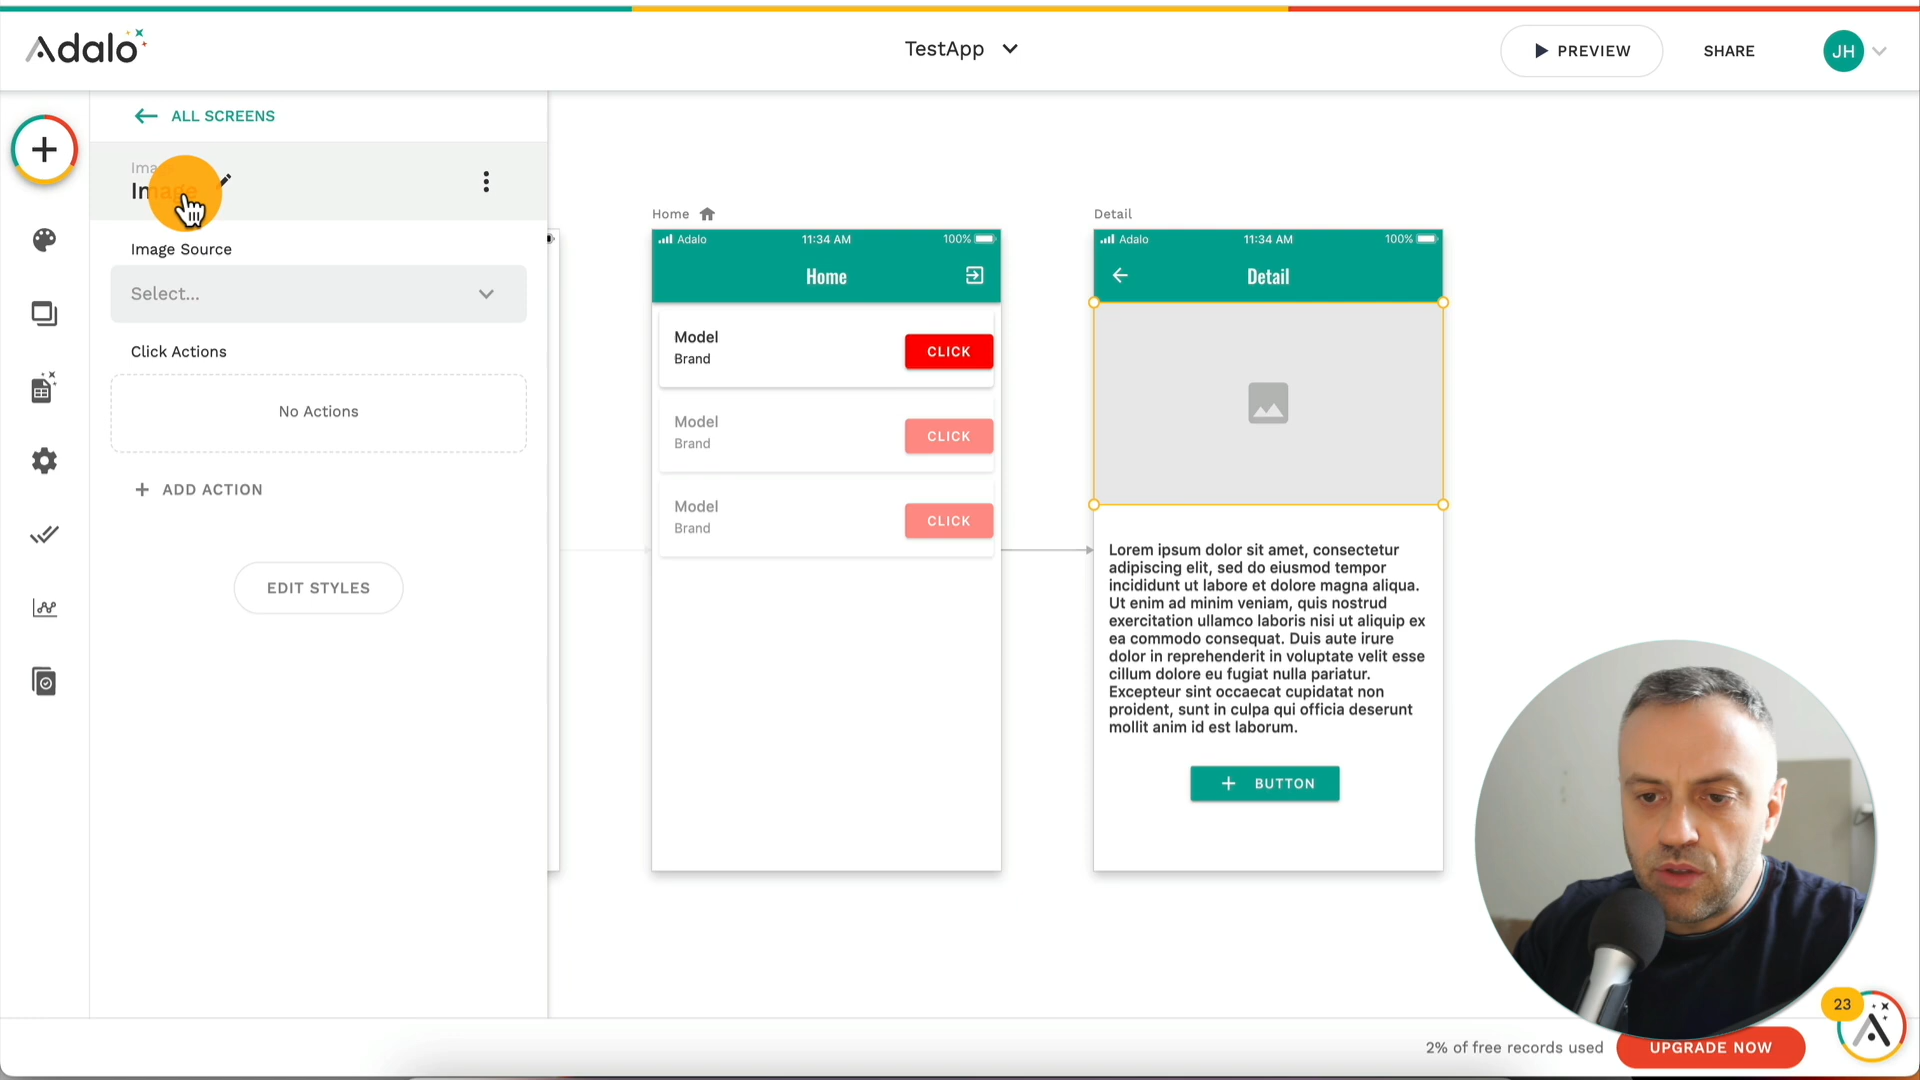 Adalo
TestApp
PREVIEW
SHARE
JH
ALL SCREENS
Image
Image Source
Select...
Click Actions
No Actions
ADD ACTION
EDIT STYLES
Home
Adalo 11:34 AM 100%
Home
Model
Brand
CLICK
Model
Brand
CLICK
Model
Brand
CLICK
Detail
Adalo 11:34 AM 100%
Detail
Lorem ipsum dolor sit amet, consectetur
adipiscing elit, sed do eiusmod tempor
incididunt ut labore et dolore magna aliqua.
Ut enim ad minim veniam, quis nostrud
exercitation ullamco laboris nisi ut aliquip ex
ea commodo consequat. Duis aute irure
dolor in reprehenderit in voluptate velit esse
cillum dolore eu fugiat nulla pariatur.
Excepteur sint occaecat cupidatat non
proident, sunt in culpa qui officia deserunt
mollit anim id est laborum.
BUTTON
23
2% of free records used
UPGRADE NOW